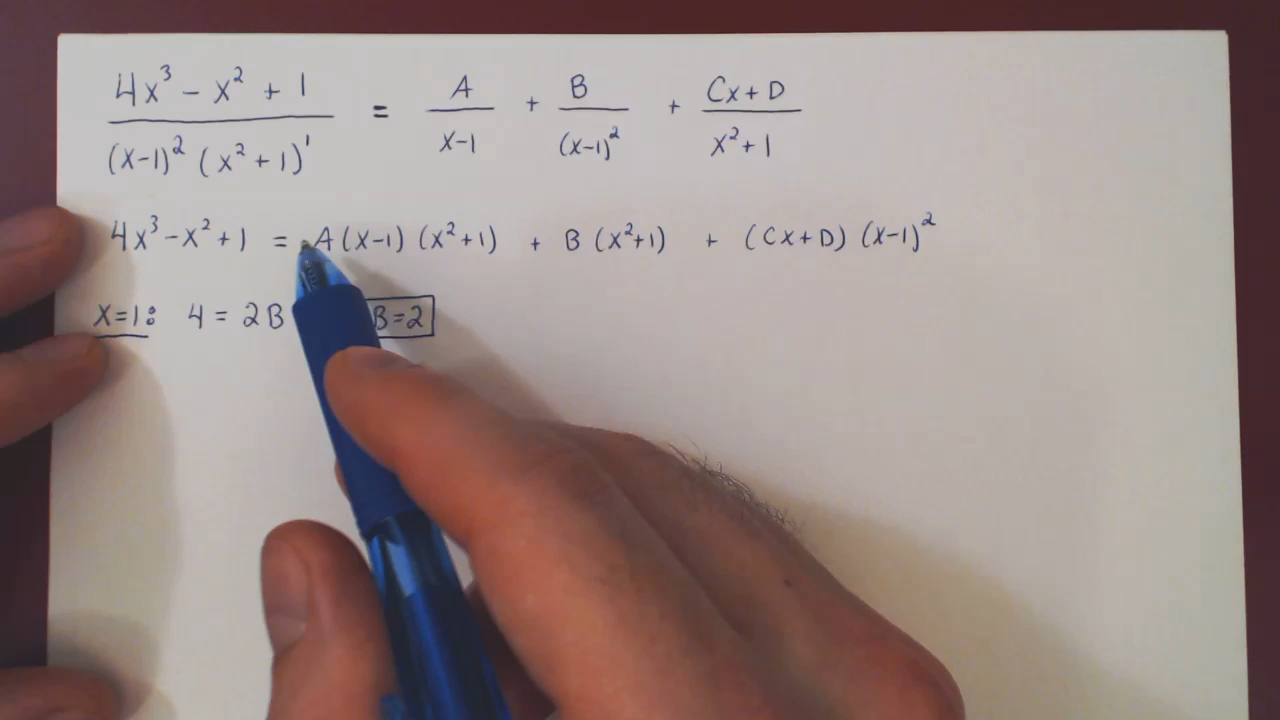 4x³ - x² + 1 / (x-1)² (x² + 1)¹ = A / x-1 + B / (x-1)² + Cx + D / x² + 1
4x³ - x² + 1 = A(x-1) (x²+1) + B (x²+1) + (Cx + D) (x-1)²
x=1: 4 = 2B B=2